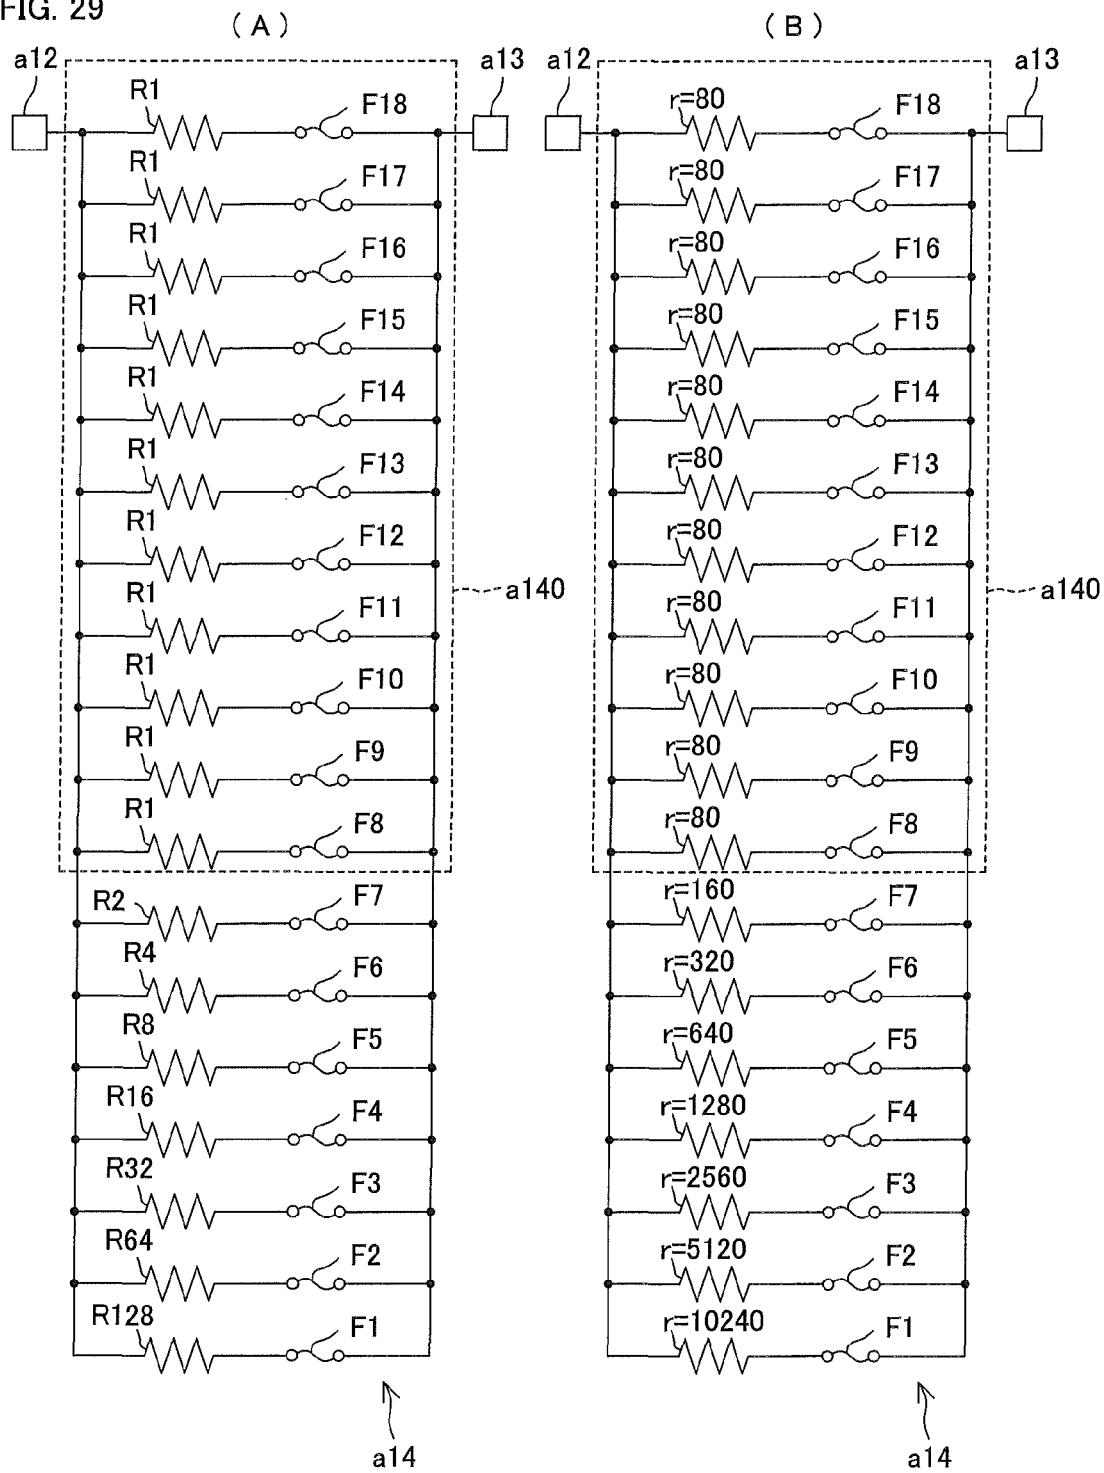 FIG. 29
(A)
a12
a13
R1
F18
R1
F17
R1
F16
R1
F15
R1
F14
R1
F13
R1
F12
R1
F11
a140
R1
F10
R1
F9
R1
F8
R2
F7
R4
F6
R8
F5
R16
F4
R32
F3
R64
F2
R128
F1
a14
(B)
a12
a13
r=80
F18
r=80
F17
r=80
F16
r=80
F15
r=80
F14
r=80
F13
r=80
F12
r=80
F11
a140
r=80
F10
r=80
F9
r=80
F8
r=160
F7
r=320
F6
r=640
F5
r=1280
F4
r=2560
F3
r=5120
F2
r=10240
F1
a14